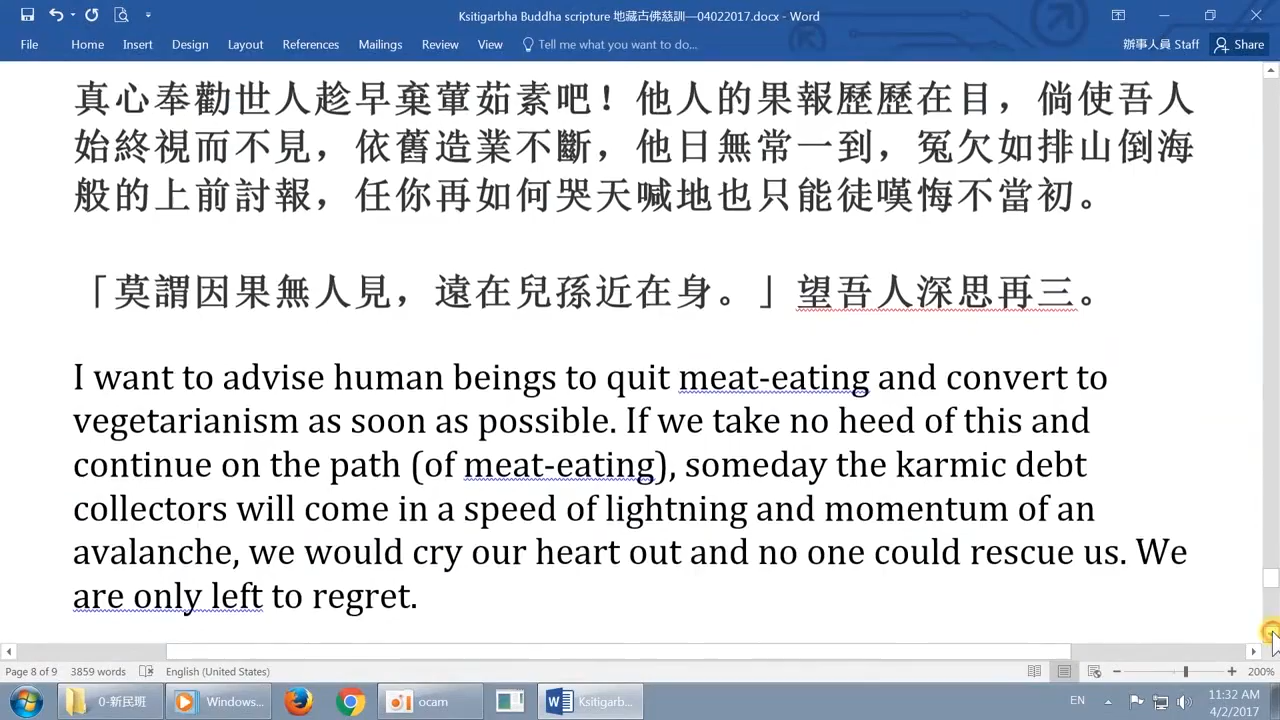 Ksitigarbha Buddha scripture 地藏古佛慈訓—04022017.docx - Word
File Home Insert Design Layout References Mailings Review View Tell me what you want to do... 辦事人員 Staff Share
真心奉勸世人趁早棄葷茹素吧！他人的果報歷歷在目，倘使吾人
始終視而不見，依舊造業不斷，他日無常一到，冤欠如排山倒海
般的上前討報，任你再如何哭天喊地也只能徒嘆悔不當初。
「莫謂因果無人見，遠在兒孫近在身。」望吾人深思再三。
I want to advise human beings to quit meat-eating and convert to
vegetarianism as soon as possible. If we take no heed of this and
continue on the path (of meat-eating), someday the karmic debt
collectors will come in a speed of lightning and momentum of an
avalanche, we would cry our heart out and no one could rescue us. We
are only left to regret.
Page 8 of 9 3859 words English (United States) 200%
0-新民班 Windows... ocam Ksitigarb... EN 11:32 AM
4/2/2017